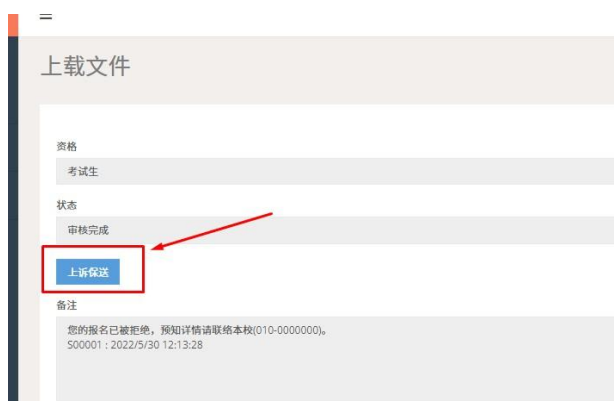 上载文件
资格
考试生
状态
审核完成
上诉保送
备注
您的报名已被拒绝，预知详情请联络本校(010-0000000)。
S00001 : 2022/5/30 12:13:28